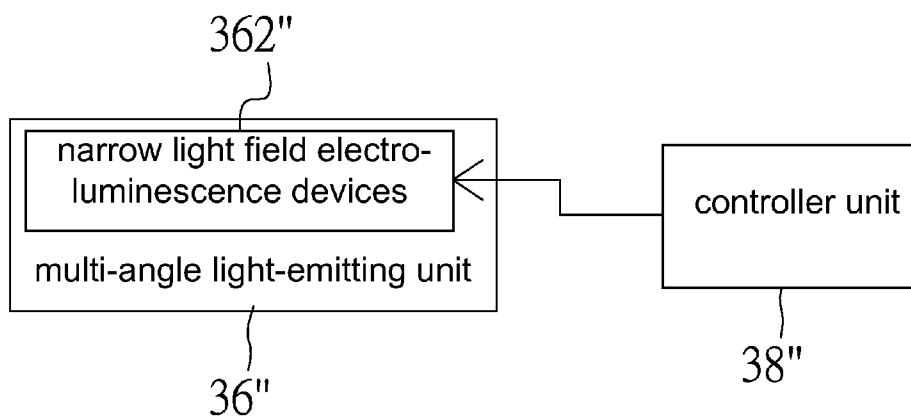 362"
narrow light field electro-
luminescence devices
controller unit
multi-angle light-emitting unit
38"
36"